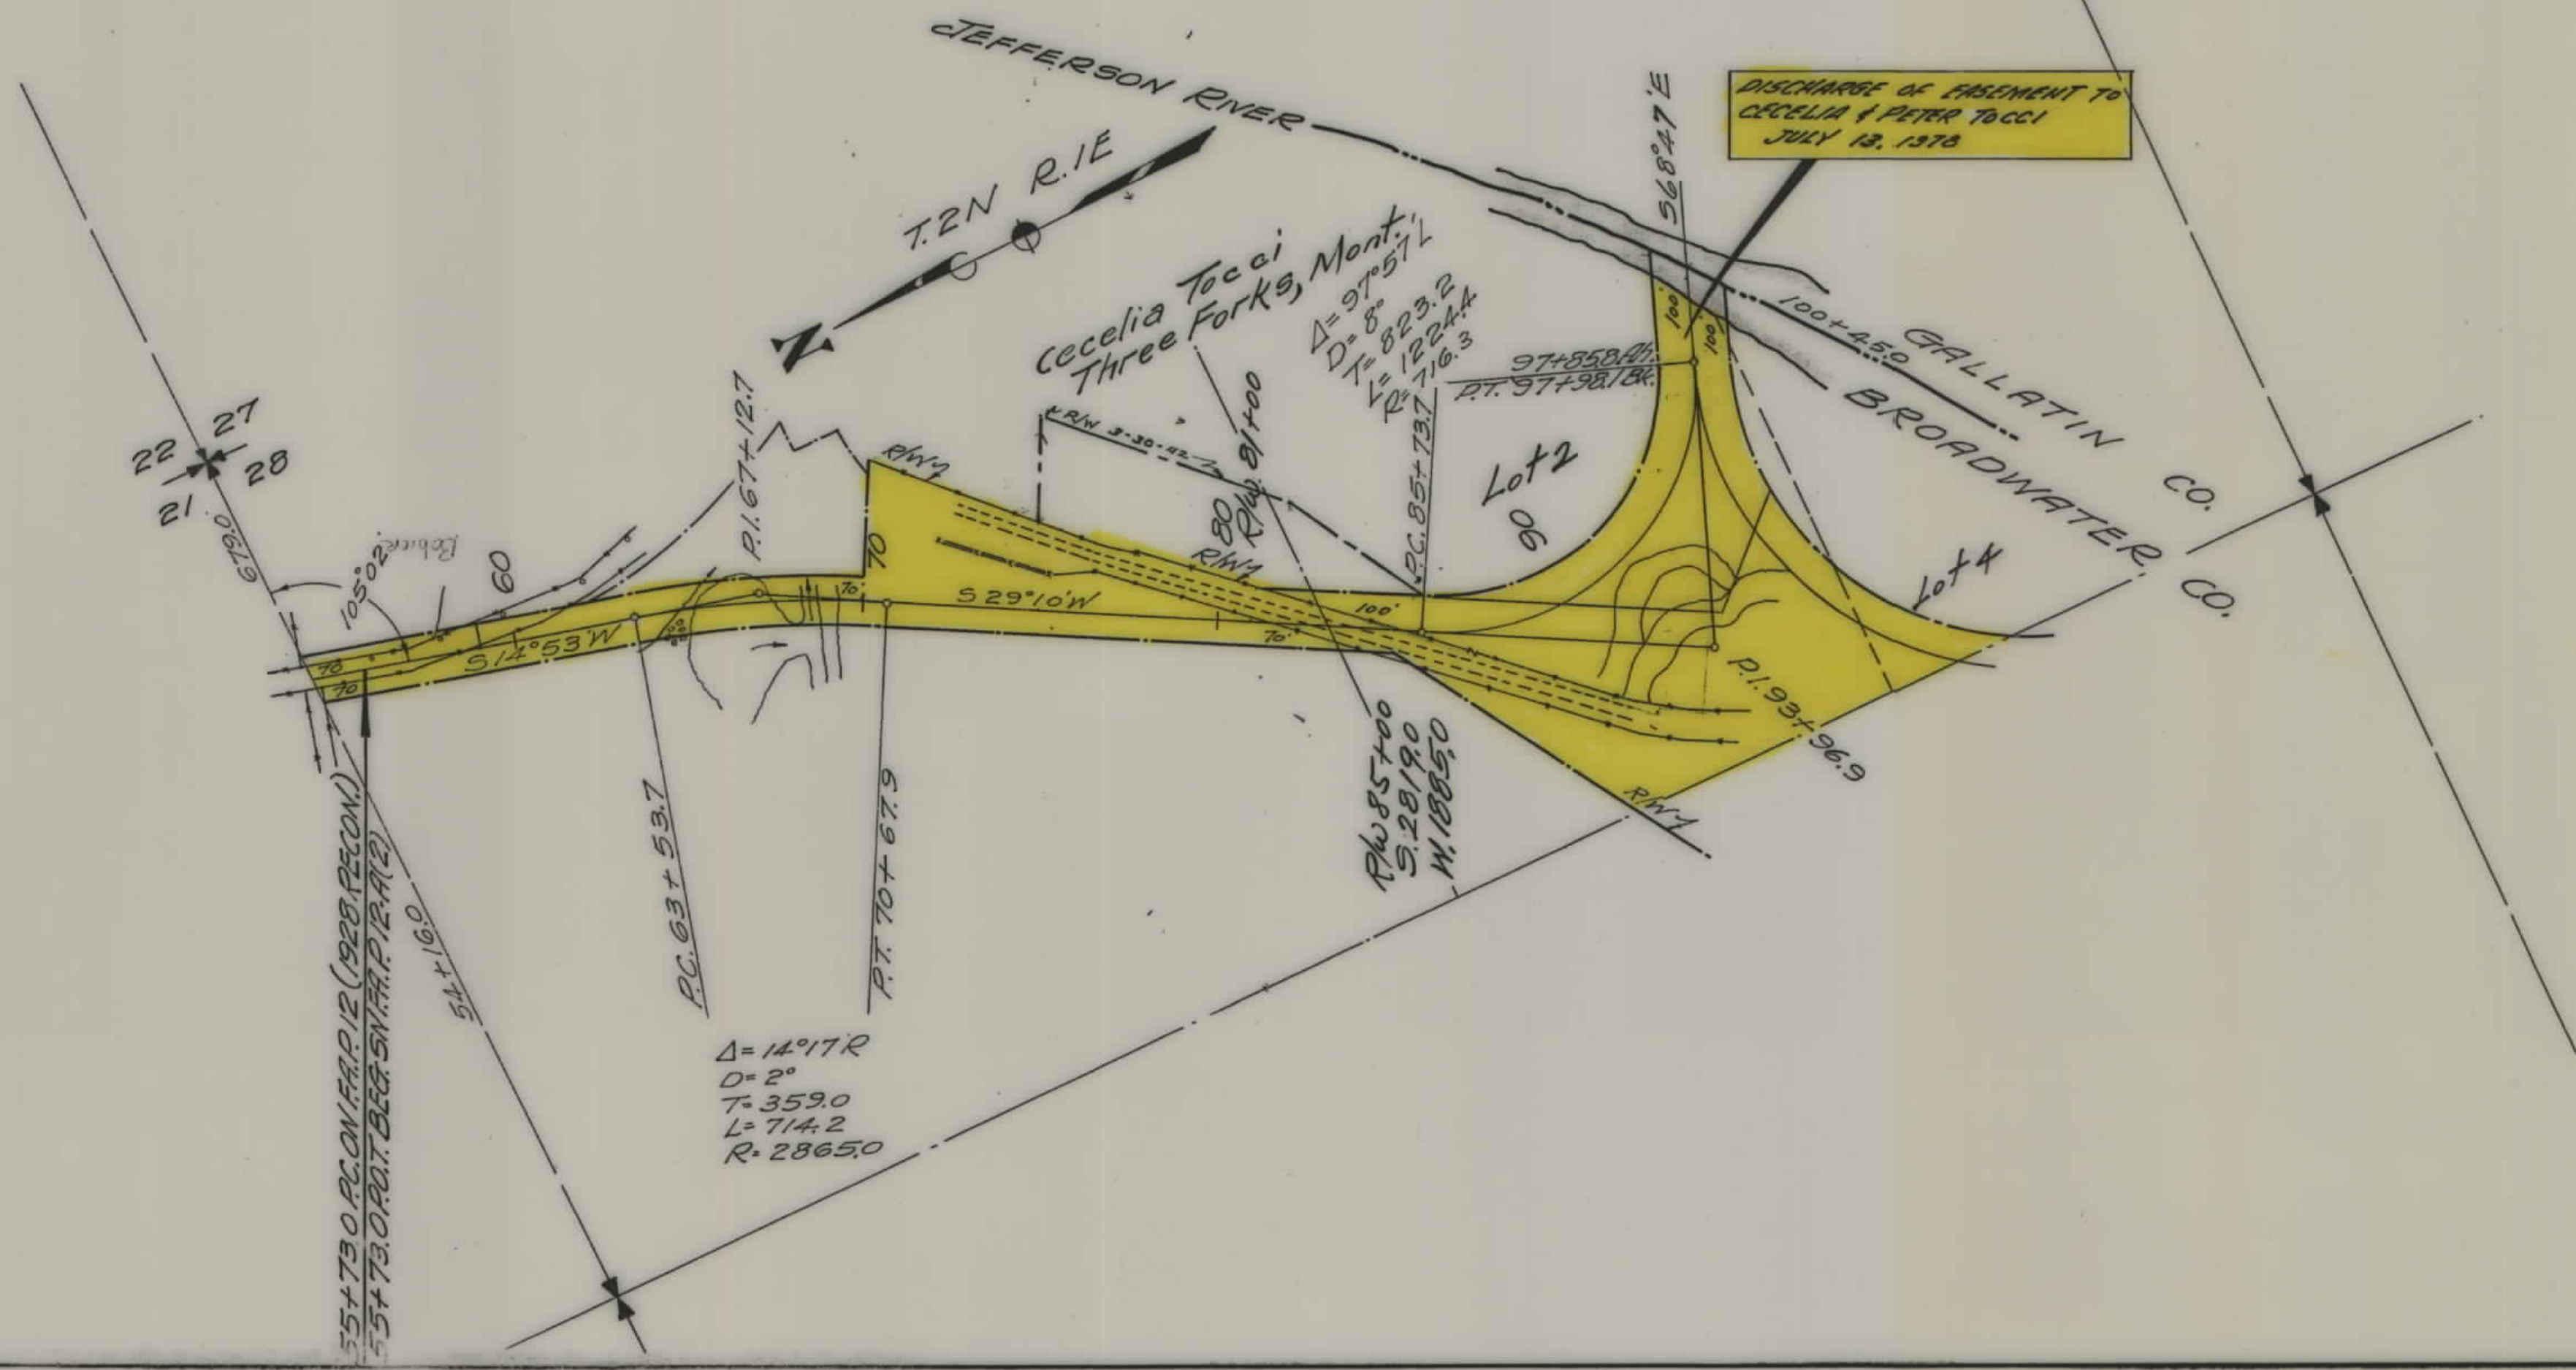 JEFFERSON RIVER
DISCHARGE OF EASEMENT TO
CECELIA & PETER TOCCI
JULY 13, 1978
T. 2N R. 1E
N
Cecelia Tocci
Three Forks, Mont.
Δ= 97°57' L
D= 8°
T= 823.2
L= 1224.4
R= 716.3
S68°47'E
100'
100'
100+45.0
GALLATIN CO.
BROADWATER CO.
97+85.8 Ah.
P.T. 97+98.1 Bk.
22 27
21 28
679.0
105°02'
60
P.I. 67+12.7
R/W
R/W 3-30-42
80
R/W 81+00
R/W
P.C. 85+73.7
Lot 2
90
Lot 4
70
70
70
70
S 14°53' W
S 29°10' W
100'
70'
P.I. 93+96.9
R/W 85+00
S. 2819.0
W. 1885.0
R/W
P.C. 63+53.7
P.T. 70+67.9
55+73.0 P.C. ON F.A.P. 12 (1928 RECON.)
55+73.0 P.O.T. BEG. SN. F.A.P. 12-A(2)
54+16.0
Δ= 14°17' R
D= 2°
T= 359.0
L= 714.2
R= 2865.0